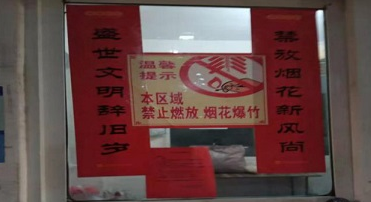 禁放烟花新风尚
盛世文明辞旧岁
温馨
提示
本区域
禁止燃放 烟花爆竹